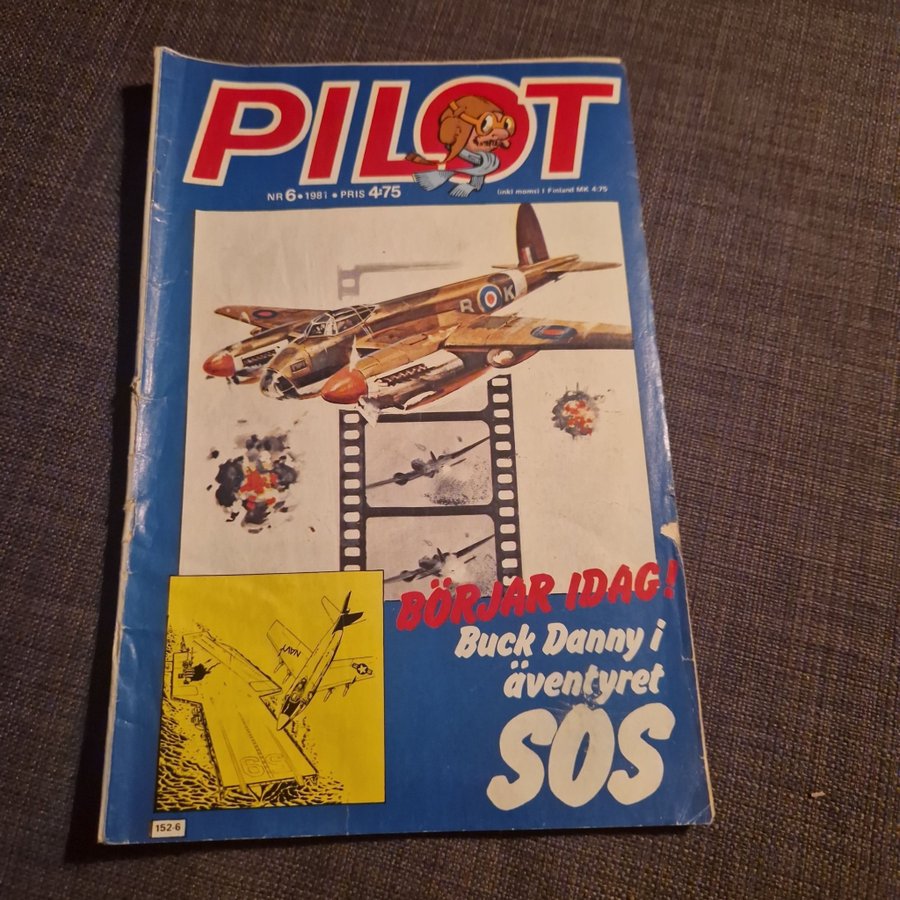 PILOT
NR 6 • 1981 • PRIS 4:75
(inkl moms) I Finland MK 4:75
R K
BÖRJAR IDAG!
Buck Danny i
äventyret
SOS
NAVY
152-6